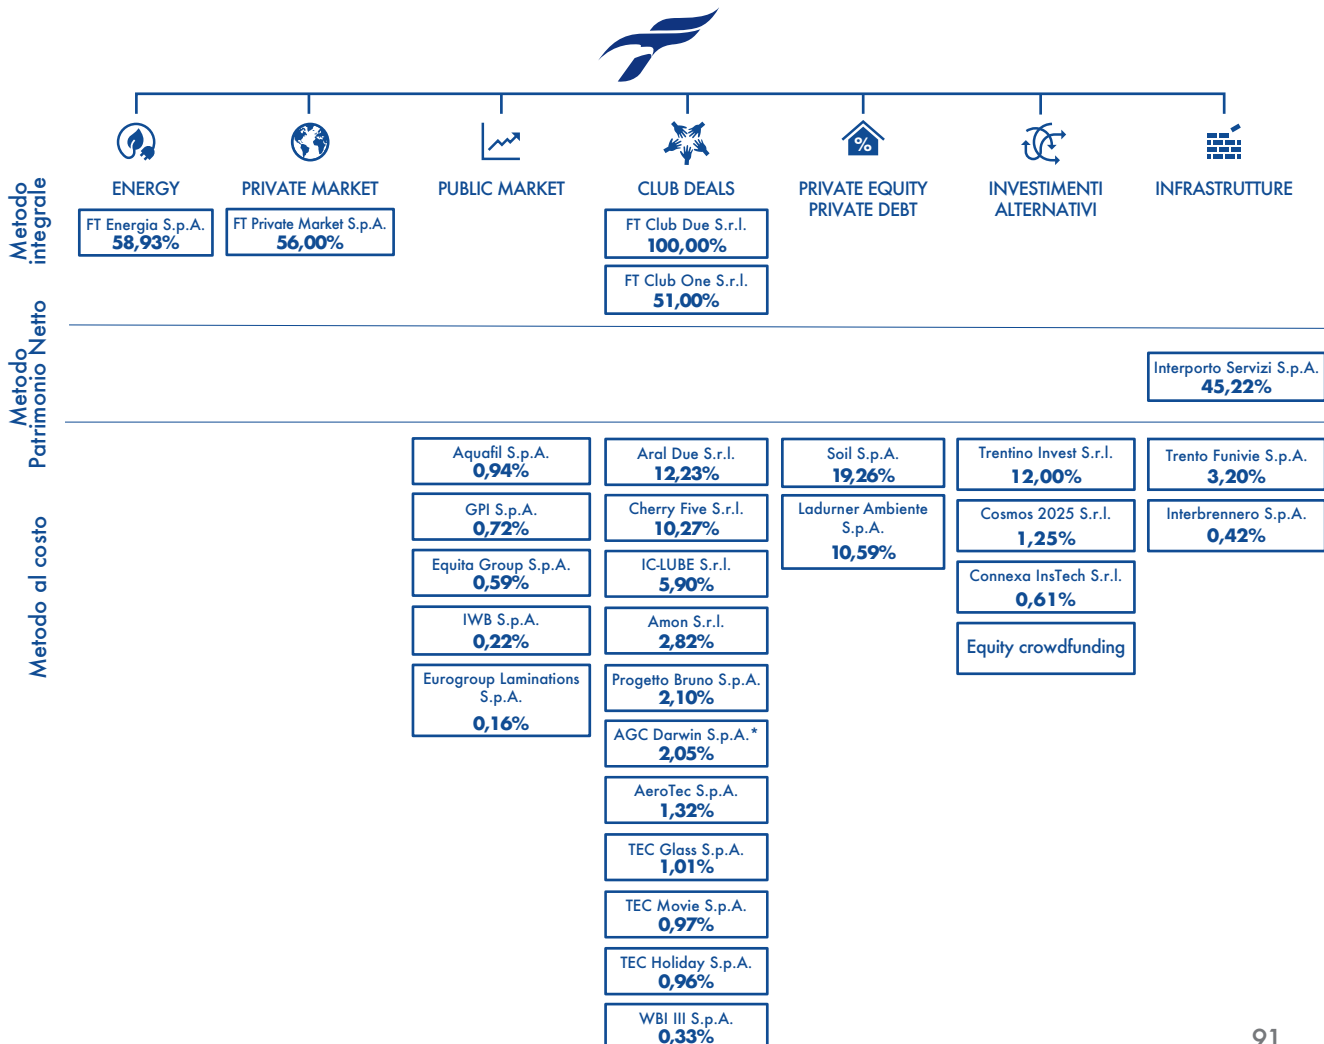 ENERGY
PRIVATE MARKET
PUBLIC MARKET
CLUB DEALS
PRIVATE EQUITY
PRIVATE DEBT
INVESTIMENTI
ALTERNATIVI
INFRASTRUTTURE
%
Metodo
integrale
FT Energia S.p.A.
58,93%
FT Private Market S.p.A.
56,00%
FT Club Due S.r.l.
100,00%
FT Club One S.r.l.
51,00%
Metodo
Patrimonio Netto
Interporto Servizi S.p.A.
45,22%
Metodo al costo
Aquafil S.p.A.
0,94%
GPI S.p.A.
0,72%
Equita Group S.p.A.
0,59%
IWB S.p.A.
0,22%
Eurogroup Laminations
S.p.A.
0,16%
Aral Due S.r.l.
12,23%
Cherry Five S.r.l.
10,27%
IC-LUBE S.r.l.
5,90%
Amon S.r.l.
2,82%
Progetto Bruno S.p.A.
2,10%
AGC Darwin S.p.A.*
2,05%
AeroTec S.p.A.
1,32%
TEC Glass S.p.A.
1,01%
TEC Movie S.p.A.
0,97%
TEC Holiday S.p.A.
0,96%
WBI III S.p.A.
0,33%
Soil S.p.A.
19,26%
Ladurner Ambiente
S.p.A.
10,59%
Trentino Invest S.r.l.
12,00%
Cosmos 2025 S.r.l.
1,25%
Connexa InsTech S.r.l.
0,61%
Equity crowdfunding
Trento Funivie S.p.A.
3,20%
Interbrennero S.p.A.
0,42%
91